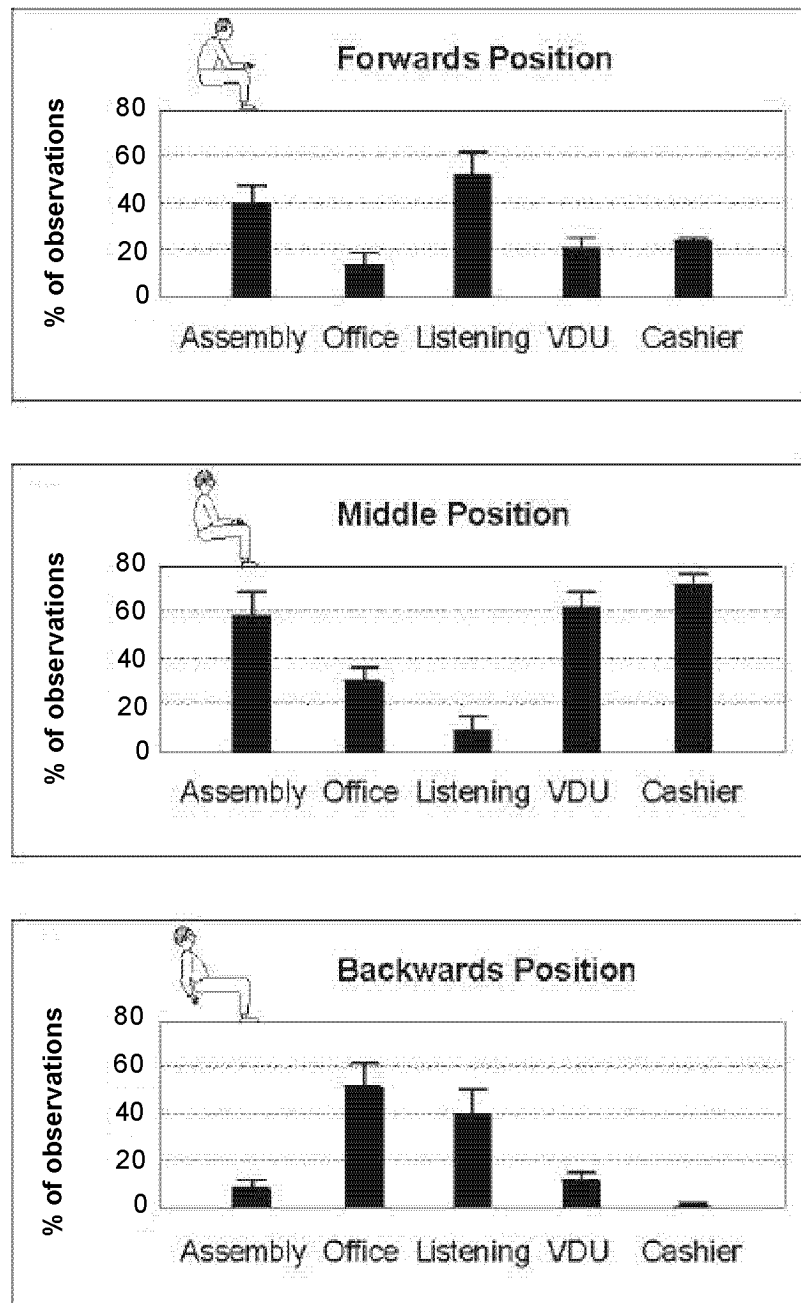 Forwards Position
% of observations
80
60
40
20
0
Assembly Office Listening VDU Cashier
Middle Position
% of observations
80
60
40
20
0
Assembly Office Listening VDU Cashier
Backwards Position
% of observations
80
60
40
20
0
Assembly Office Listening VDU Cashier